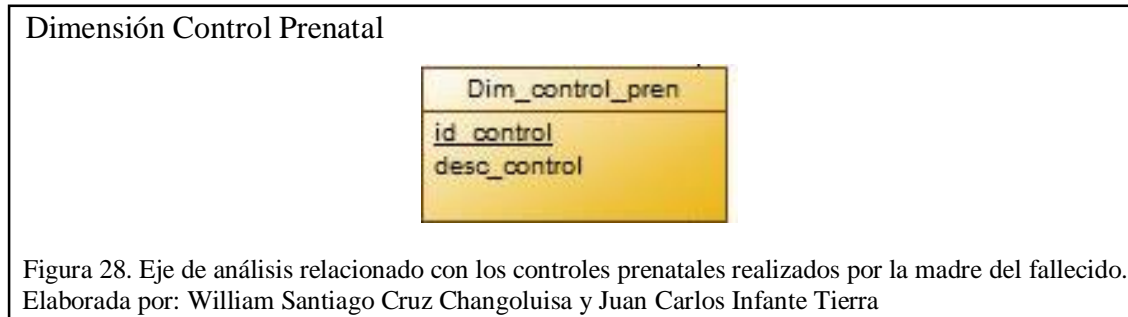 Dimensión Control Prenatal
Dim_control_pren
id_control
desc_control
Figura 28. Eje de análisis relacionado con los controles prenatales realizados por la madre del fallecido.
Elaborada por: William Santiago Cruz Changoluisa y Juan Carlos Infante Tierra